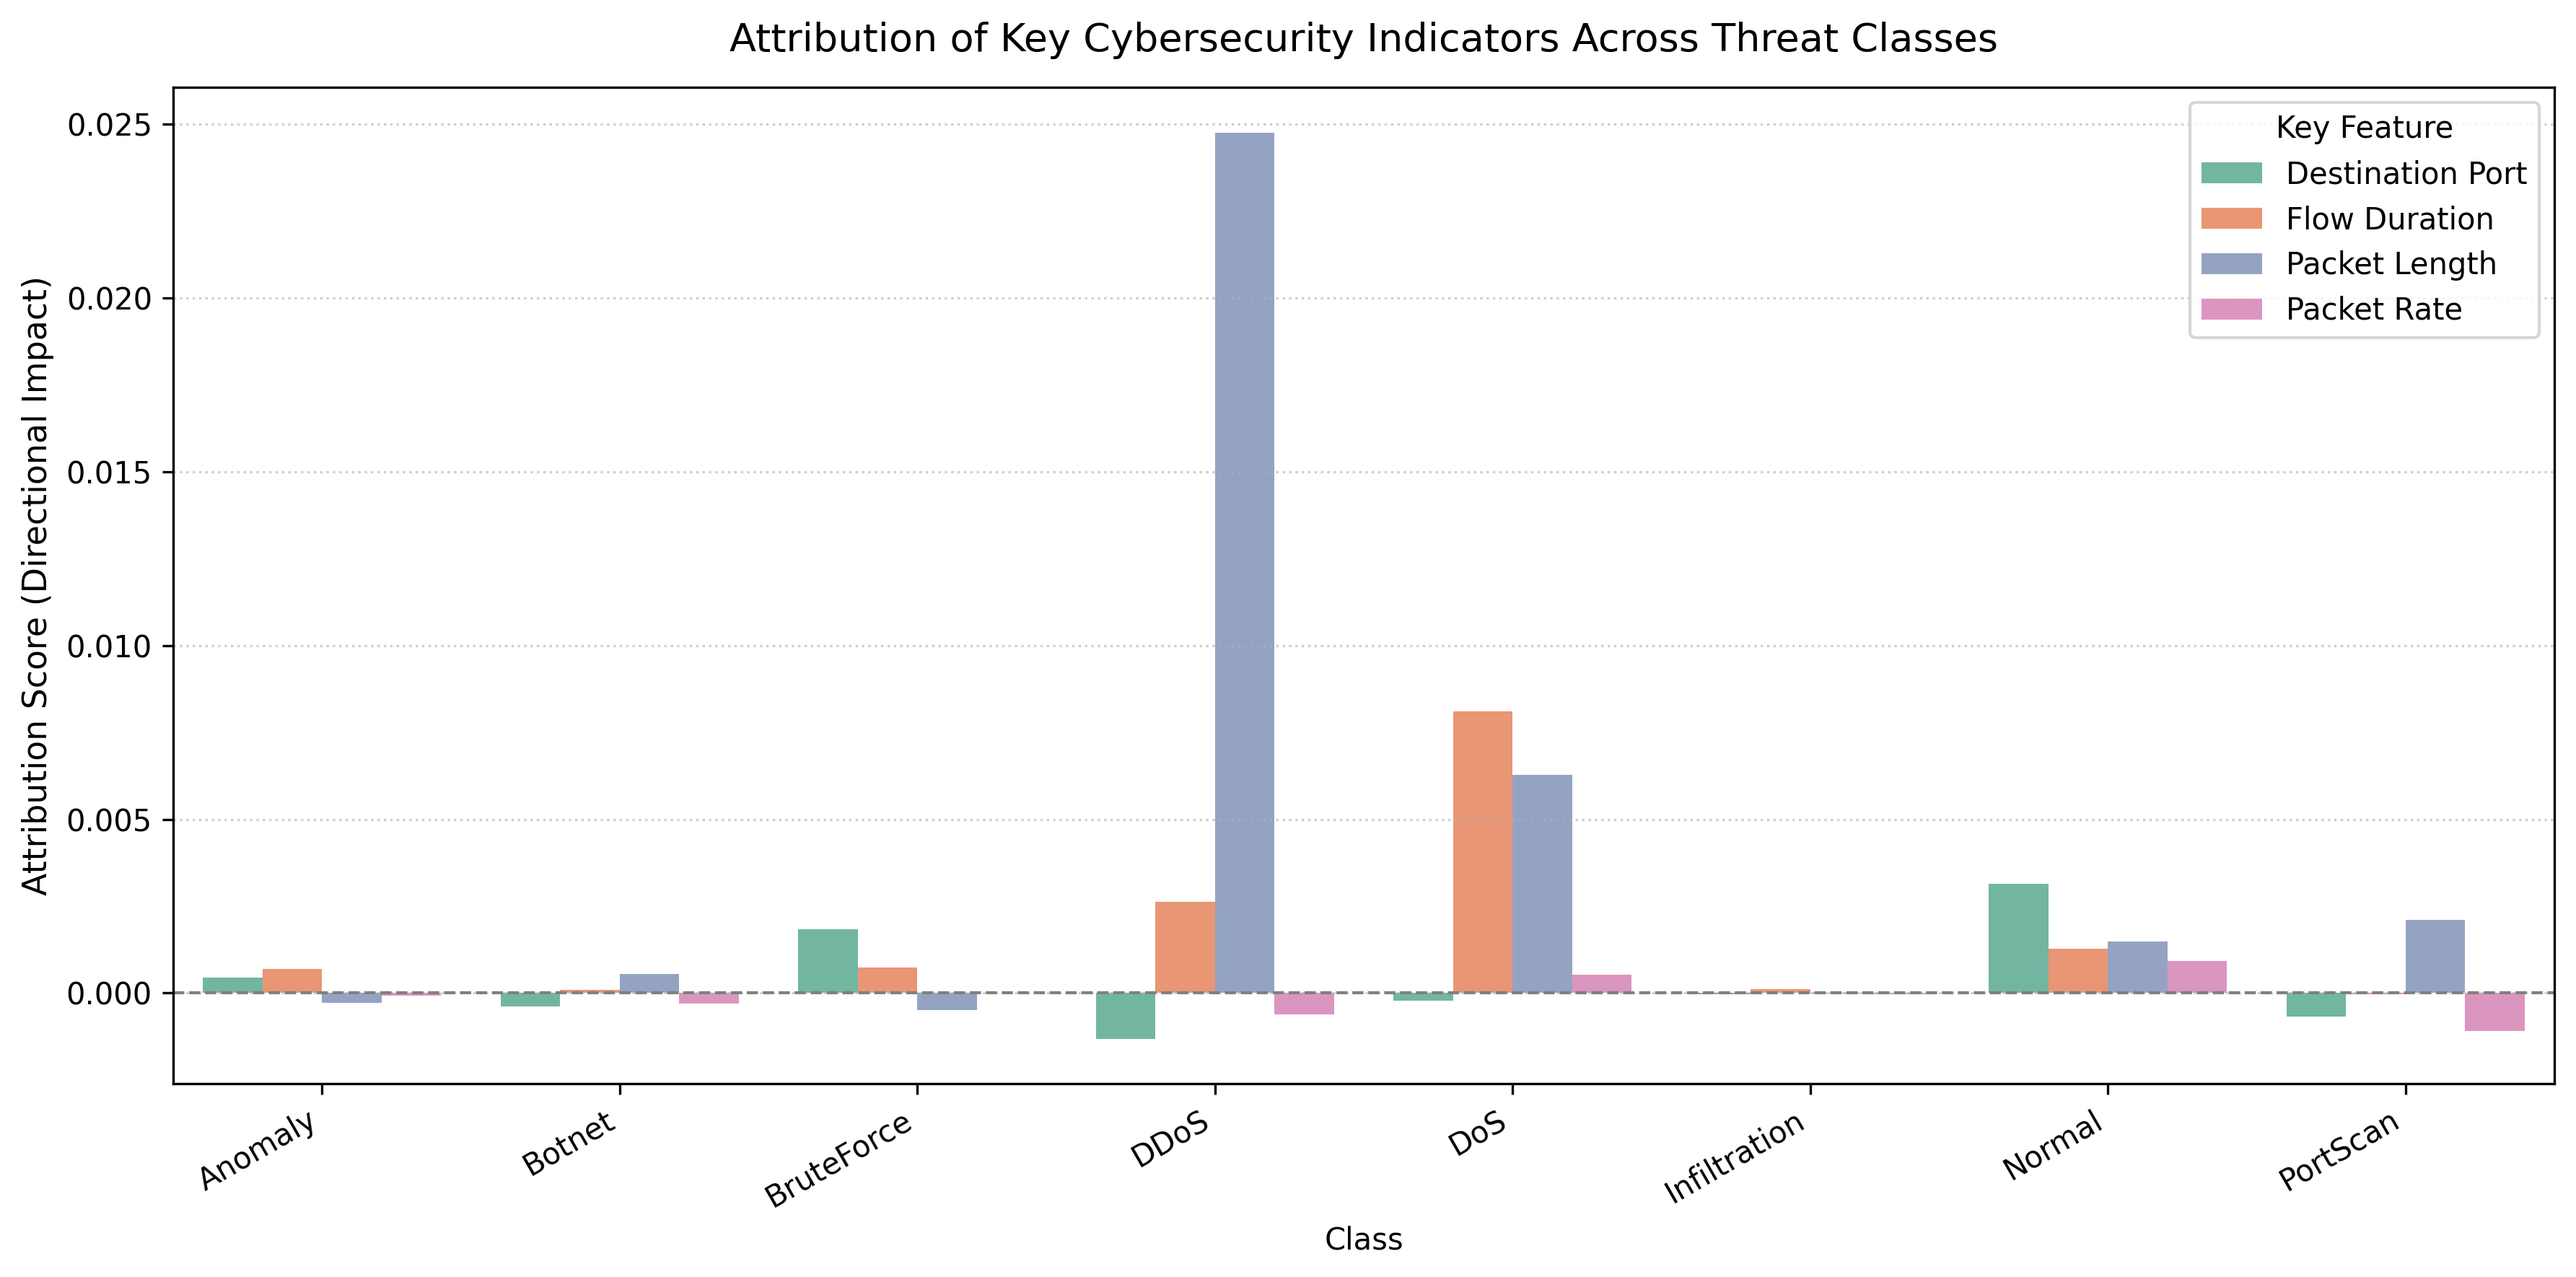 Attribution of Key Cybersecurity Indicators Across Threat Classes
Attribution Score (Directional Impact)
0.025
0.020
0.015
0.010
0.005
0.000
Key Feature
Destination Port
Flow Duration
Packet Length
Packet Rate
Anomaly
Botnet
BruteForce
DDoS
DoS
Infiltration
Normal
PortScan
Class